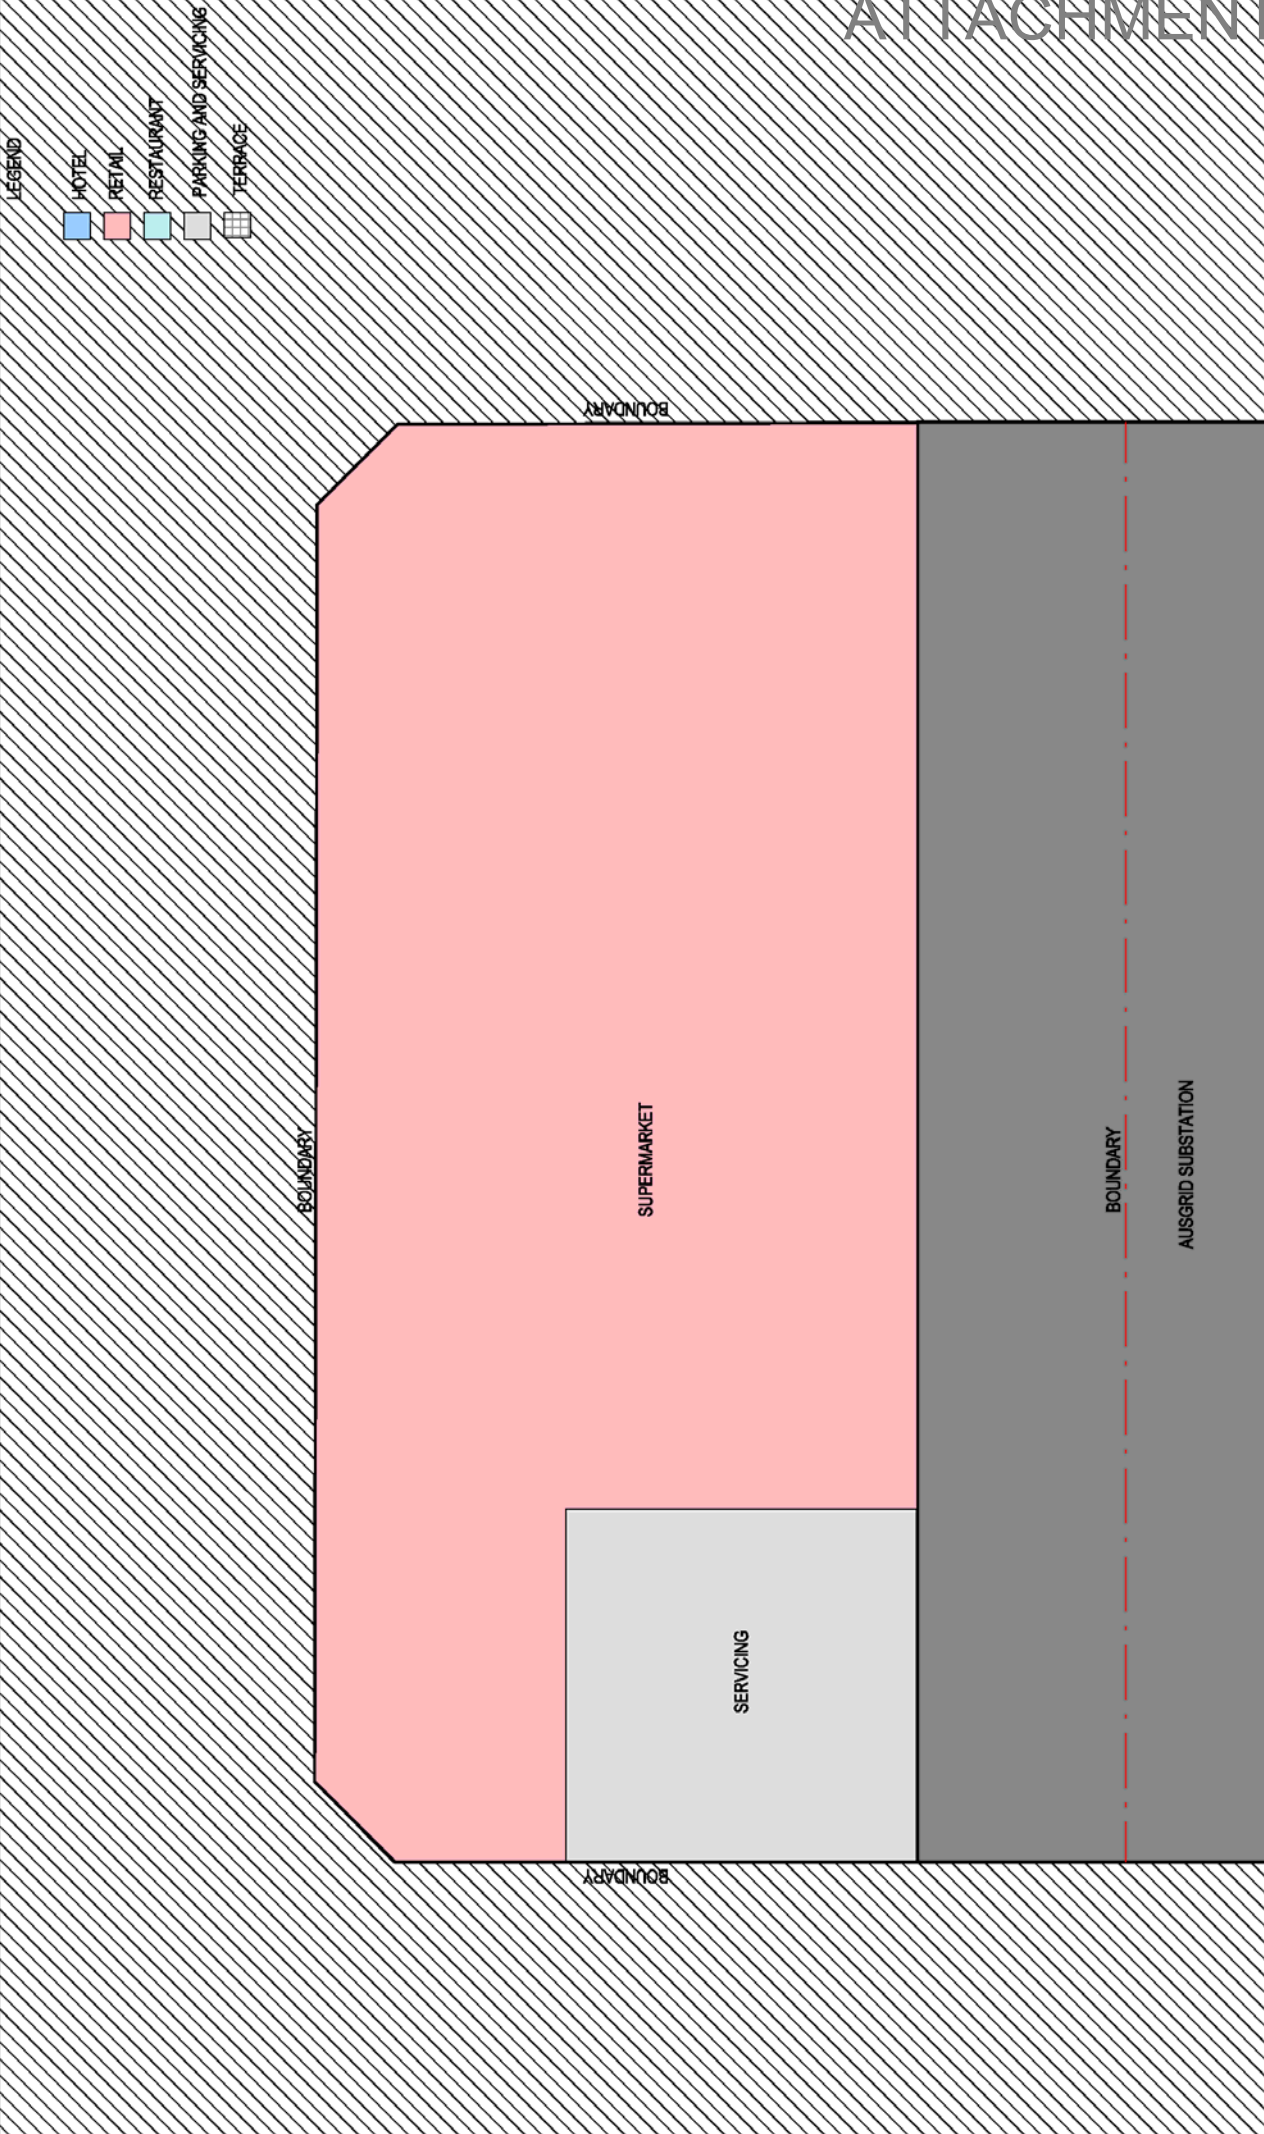 ATTACHMENT
LEGEND
HOTEL
RETAIL
RESTAURANT
PARKING AND SERVICING
TERRACE
BOUNDARY
BOUNDARY
SUPERMARKET
BOUNDARY
AUSGRID SUBSTATION
SERVICING
BOUNDARY